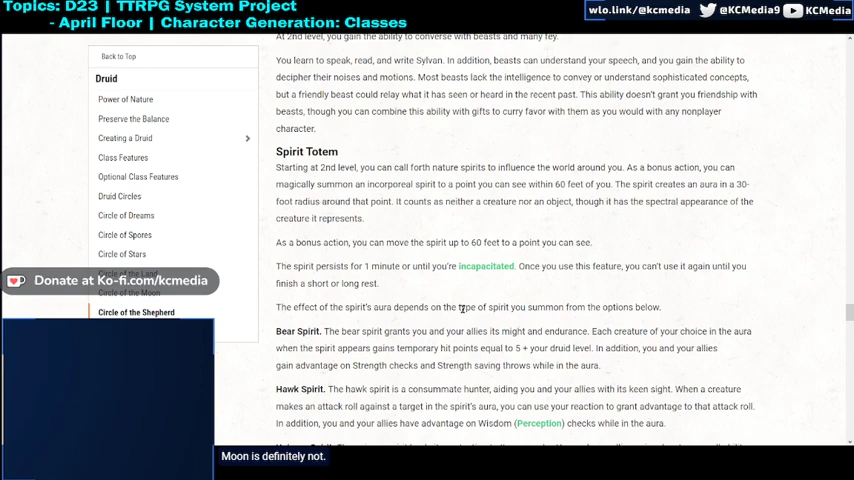 Topics: D23 | TTRPG System Project
- April Floor | Character Generation: Classes
wlo.link/@kcmedia
@KCMedia9
KCMedia
Back to Top
Druid
Power of Nature
Preserve the Balance
Creating a Druid
Class Features
Optional Class Features
Druid Circles
Circle of Dreams
Circle of Spores
Circle of Stars
Circle of the Land
Circle of the Moon
Circle of the Shepherd
Donate at Ko-fi.com/kcmedia
At 2nd level, you gain the ability to converse with beasts and many fey.
You learn to speak, read, and write Sylvan. In addition, beasts can understand your speech, and you gain the ability to
decipher their noises and motions. Most beasts lack the intelligence to convey or understand sophisticated concepts,
but a friendly beast could relay what it has seen or heard in the recent past. This ability doesn't grant you friendship with
beasts, though you can combine this ability with gifts to curry favor with them as you would with any nonplayer
character.
Spirit Totem
Starting at 2nd level, you can call forth nature spirits to influence the world around you. As a bonus action, you can
magically summon an incorporeal spirit to a point you can see within 60 feet of you. The spirit creates an aura in a 30-
foot radius around that point. It counts as neither a creature nor an object, though it has the spectral appearance of the
creature it represents.
As a bonus action, you can move the spirit up to 60 feet to a point you can see.
The spirit persists for 1 minute or until you're incapacitated. Once you use this feature, you can't use it again until you
finish a short or long rest.
The effect of the spirit's aura depends on the type of spirit you summon from the options below.
Bear Spirit. The bear spirit grants you and your allies its might and endurance. Each creature of your choice in the aura
when the spirit appears gains temporary hit points equal to 5 + your druid level. In addition, you and your allies
gain advantage on Strength checks and Strength saving throws while in the aura.
Hawk Spirit. The hawk spirit is a consummate hunter, aiding you and your allies with its keen sight. When a creature
makes an attack roll against a target in the spirit's aura, you can use your reaction to grant advantage to that attack roll.
In addition, you and your allies have advantage on Wisdom (Perception) checks while in the aura.
Moon is definitely not.